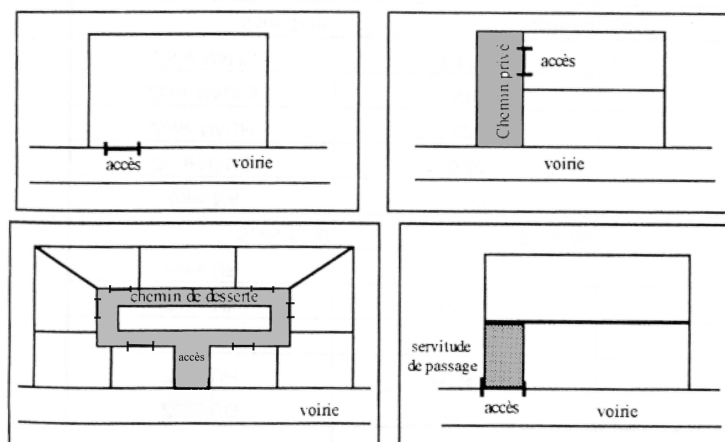 accès
voirie
Chemin privé
accès
voirie
chemin de desserte
accès
voirie
servitude
de passage
accès
voirie